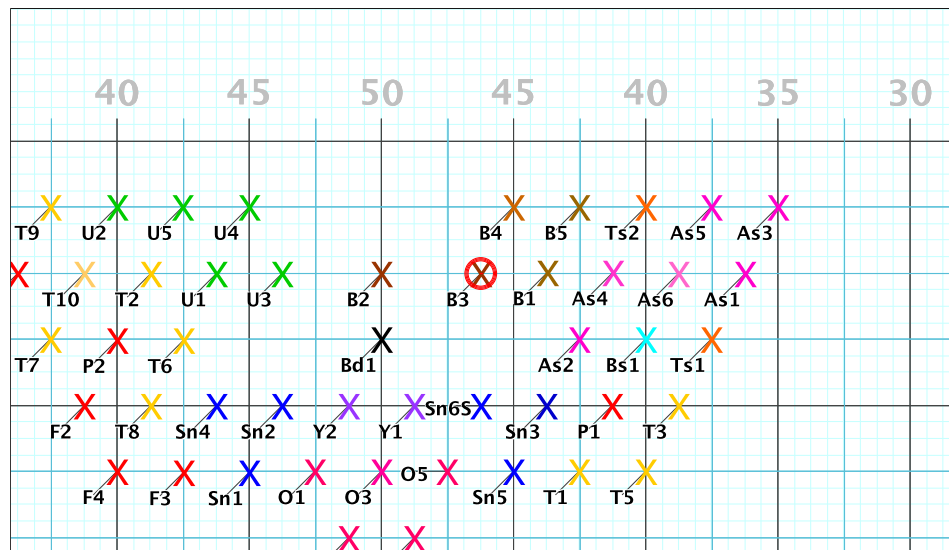 40 45 50 45 40 35 30
T9 U2 U5 U4 B4 B5 Ts2 As5 As3
T10 T2 U1 U3 B2 B3 B1 As4 As6 As1
T7 P2 T6 Bd1 As2 Bs1 Ts1
F2 T8 Sn4 Sn2 Y2 Y1 Sn6S Sn3 P1 T3
F4 F3 Sn1 O1 O3 O5 Sn5 T1 T5